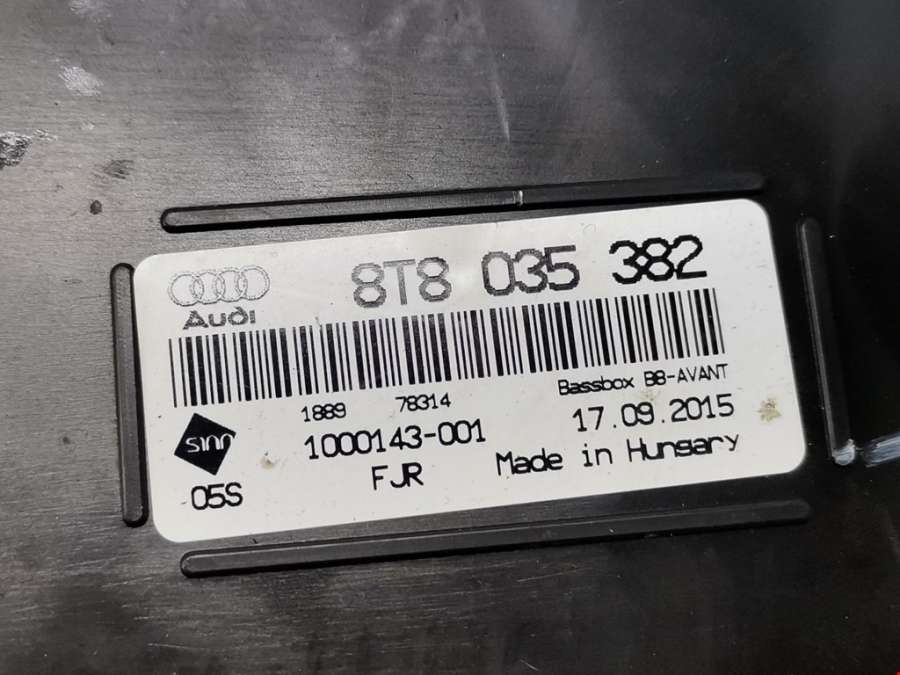 8T8 035 382
Audi
1889 78314
Bassbox B8-AVANT
1000143-001
17.09.2015
05S
FJR
Made in Hungary